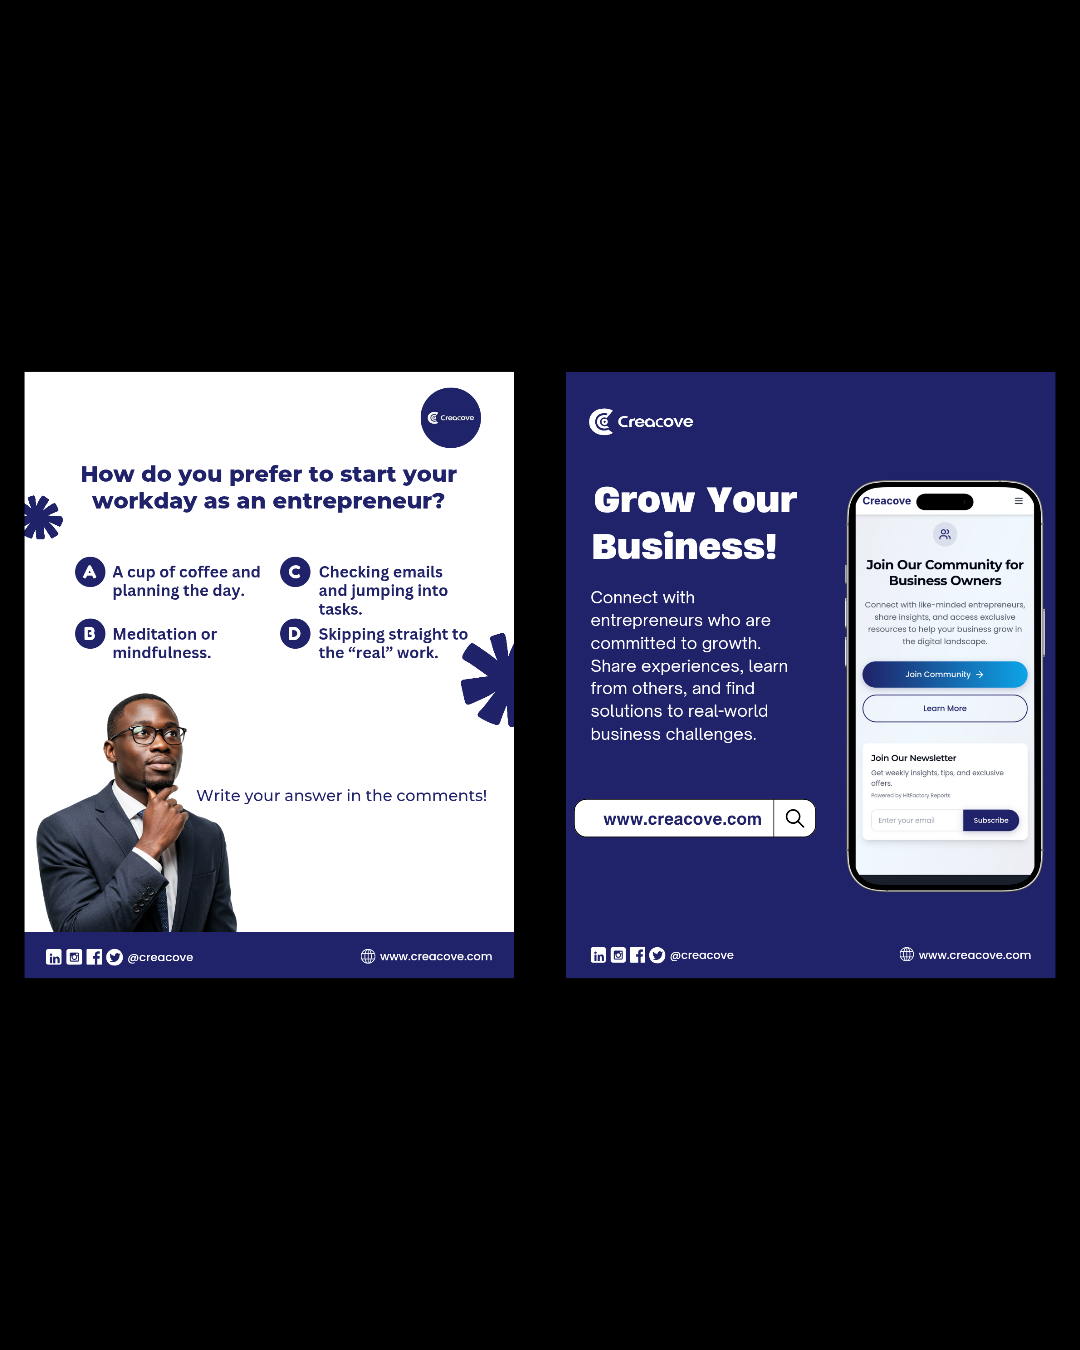 Creacove
How do you prefer to start your
workday as an entrepreneur?
A A cup of coffee and
planning the day.
B Meditation or
mindfulness.
C Checking emails
and jumping into
tasks.
D Skipping straight to
the “real” work.
Write your answer in the comments!
@creacove
www.creacove.com
Creacove
Grow Your
Business!
Connect with
entrepreneurs who are
committed to growth.
Share experiences, learn
from others, and find
solutions to real-world
business challenges.
www.creacove.com
Creacove
Join Our Community for
Business Owners
Connect with like-minded entrepreneurs,
share insights, and access exclusive
resources to help your business grow in
the digital landscape.
Join Community →
Learn More
Join Our Newsletter
Get weekly insights, tips, and exclusive
offers.
Powered by HitFactory Reports
Enter your email
Subscribe
@creacove
www.creacove.com